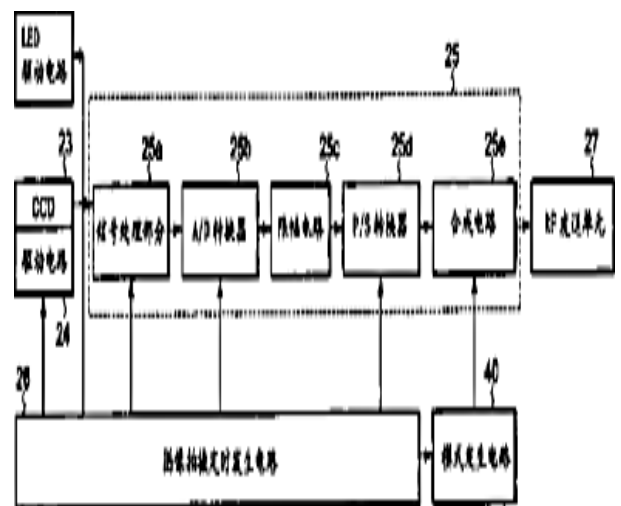 LED
驱动电路
25
23
25a
25b
25c
25d
25e
27
CCD
信号处理部分
A/D转换器
限幅电路
P/S转换器
合成电路
RF发送单元
驱动电路
24
26
40
图像拍摄定时发生电路
模式发生电路